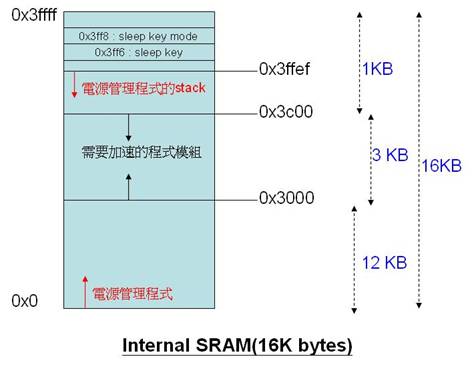 0x3ffff
0x3ff8 : sleep key mode
0x3ff6 : sleep key
0x3ffef
1KB
電源管理程式的stack
0x3c00
需要加速的程式模組
3 KB
16KB
0x3000
12 KB
電源管理程式
0x0
Internal SRAM(16K bytes)